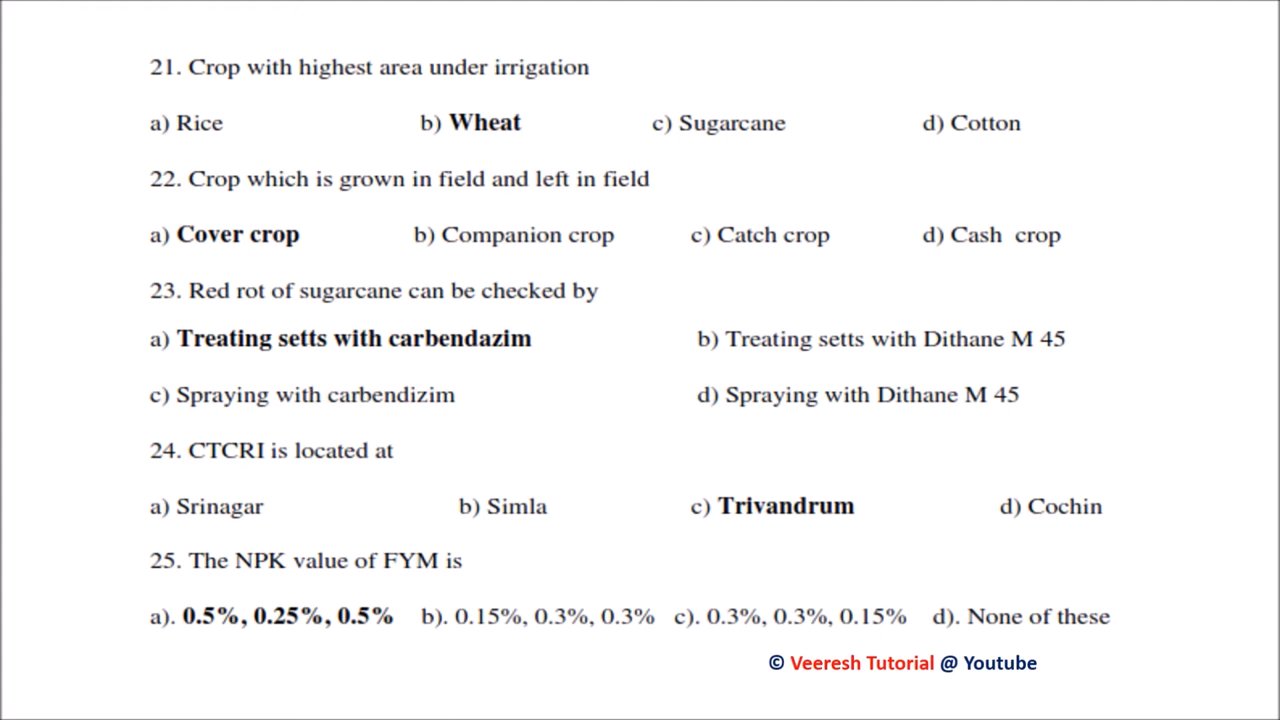 21. Crop with highest area under irrigation
a) Rice b) Wheat c) Sugarcane d) Cotton
22. Crop which is grown in field and left in field
a) Cover crop b) Companion crop c) Catch crop d) Cash crop
23. Red rot of sugarcane can be checked by
a) Treating setts with carbendazim b) Treating setts with Dithane M 45
c) Spraying with carbendizim d) Spraying with Dithane M 45
24. CTCRI is located at
a) Srinagar b) Simla c) Trivandrum d) Cochin
25. The NPK value of FYM is
a). 0.5%, 0.25%, 0.5% b). 0.15%, 0.3%, 0.3% c). 0.3%, 0.3%, 0.15% d). None of these
© Veeresh Tutorial @ Youtube